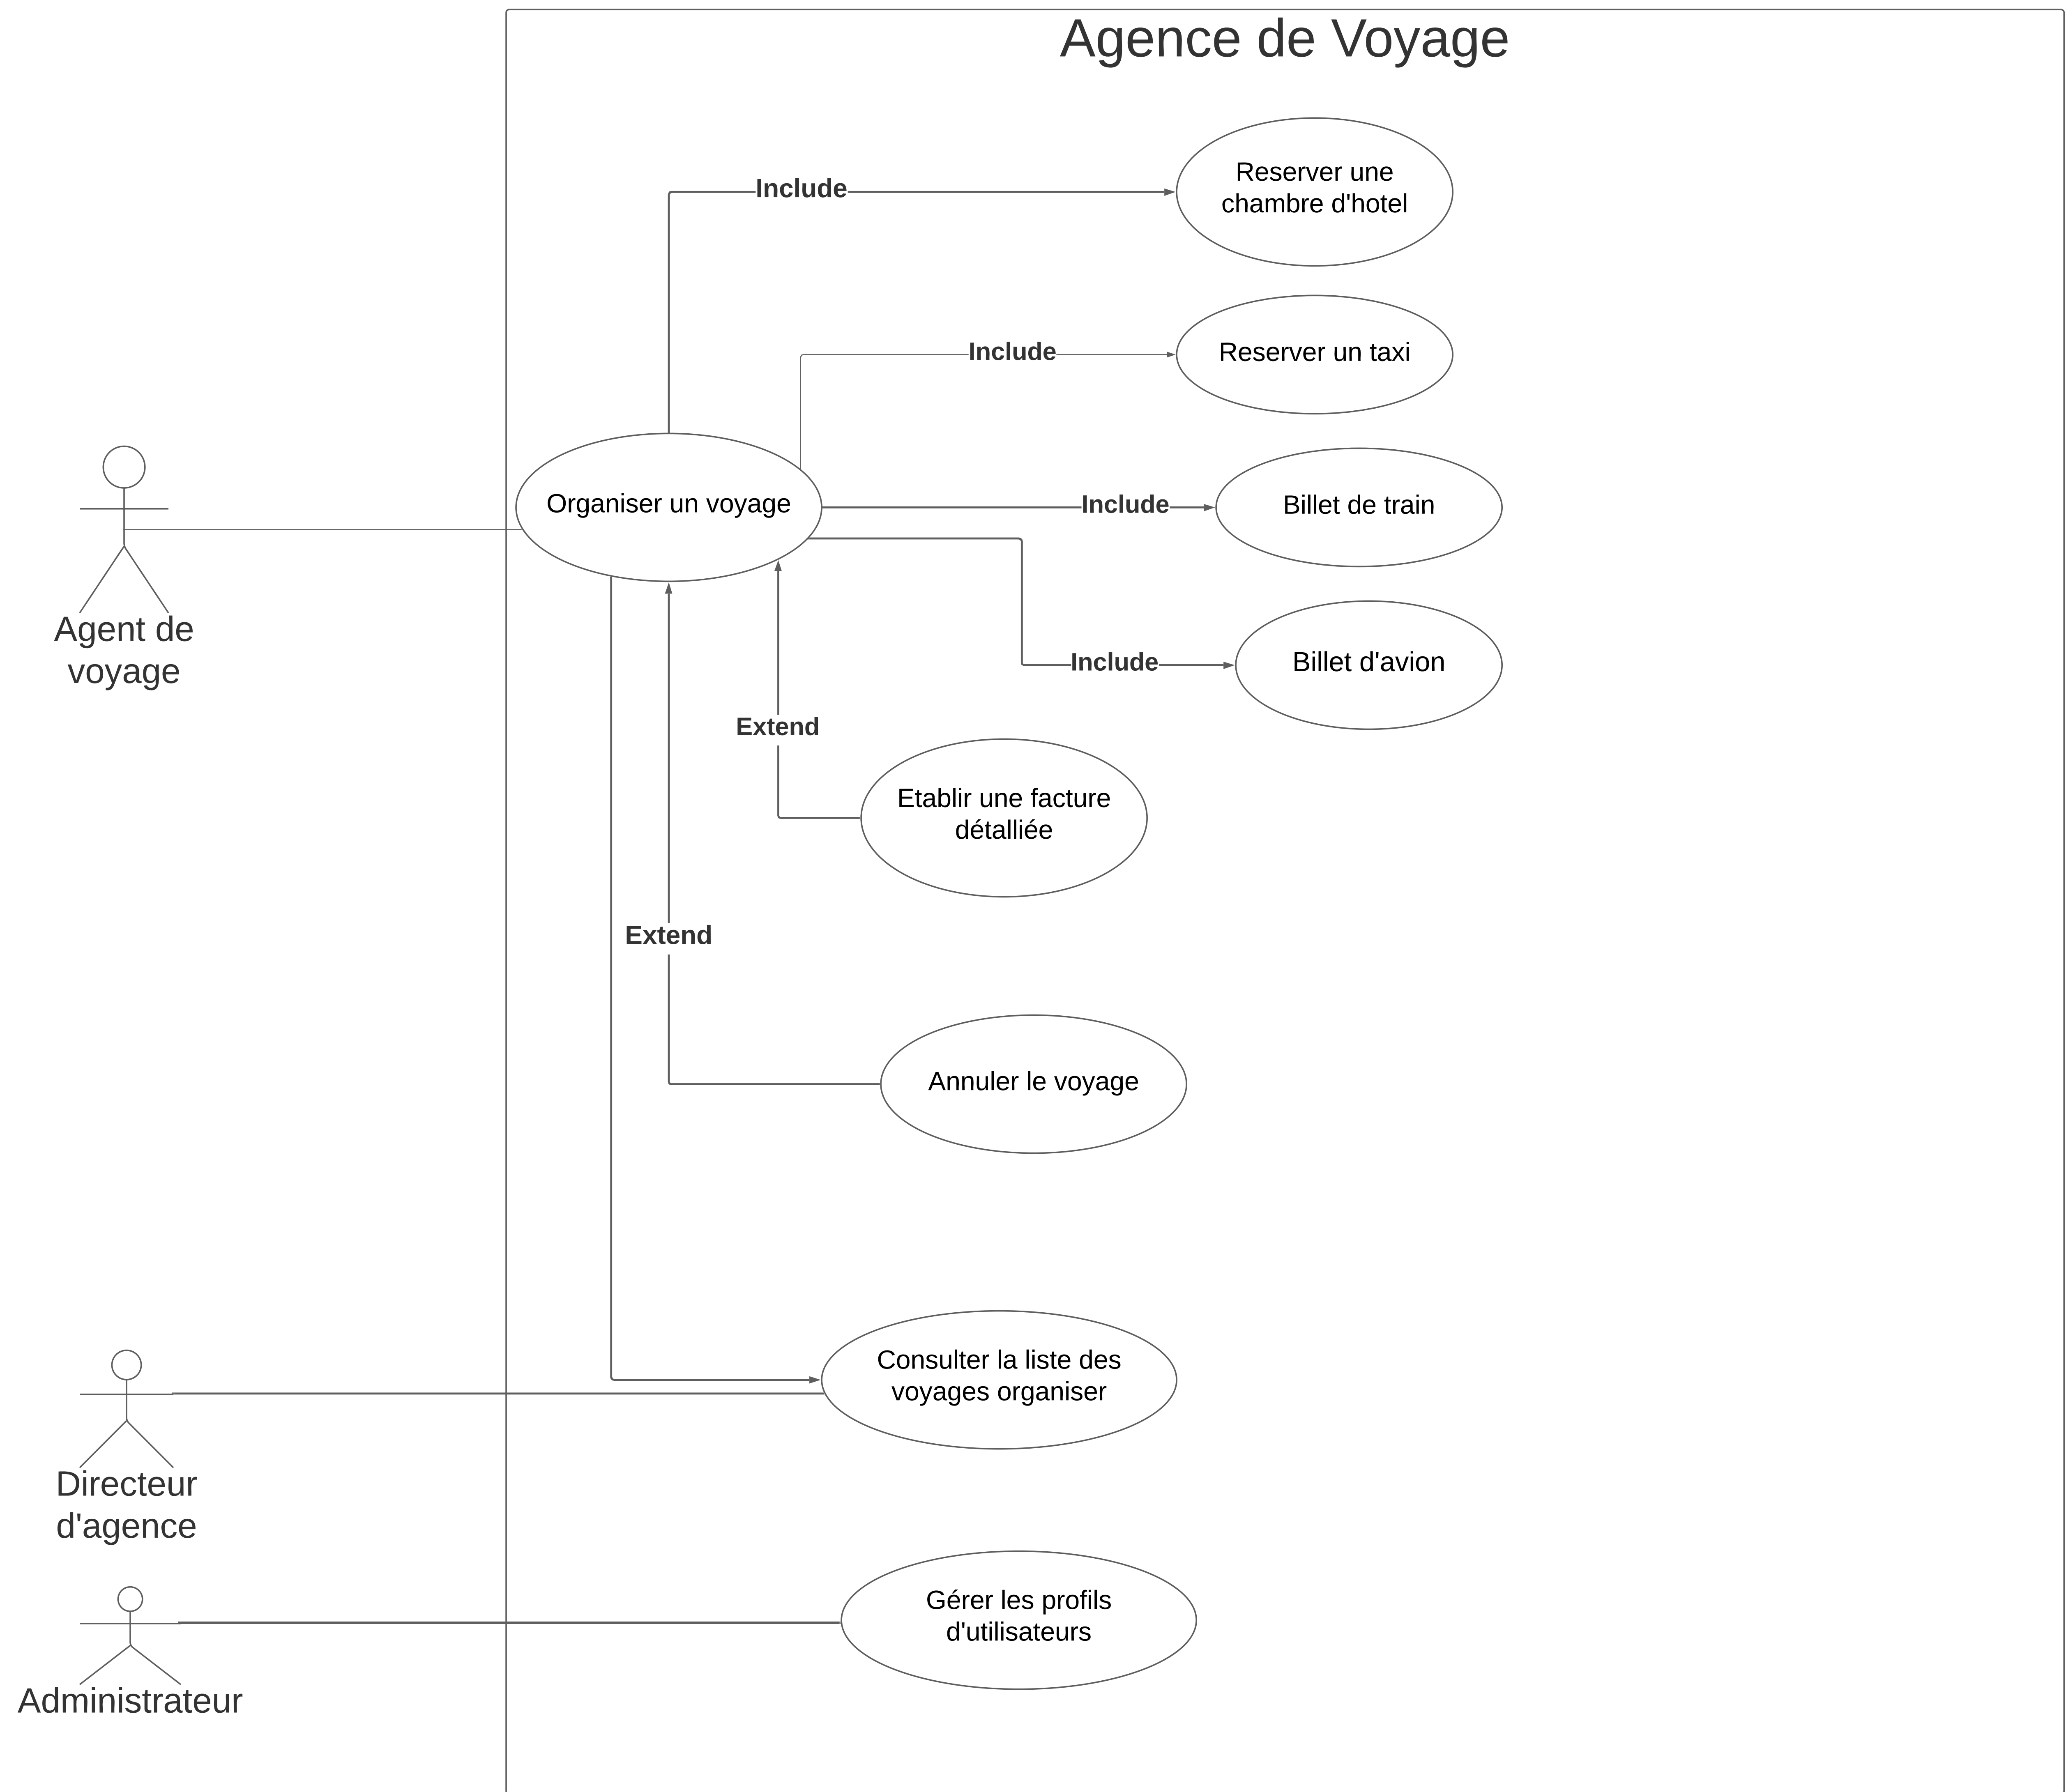 Agence de Voyage
Reserver une
chambre d'hotel
Include
Reserver un taxi
Include
Organiser un voyage
Include
Billet de train
Agent de
voyage
Include
Billet d'avion
Extend
Etablir une facture
détalliée
Extend
Annuler le voyage
Consulter la liste des
voyages organiser
Directeur
d'agence
Gérer les profils
d'utilisateurs
Administrateur